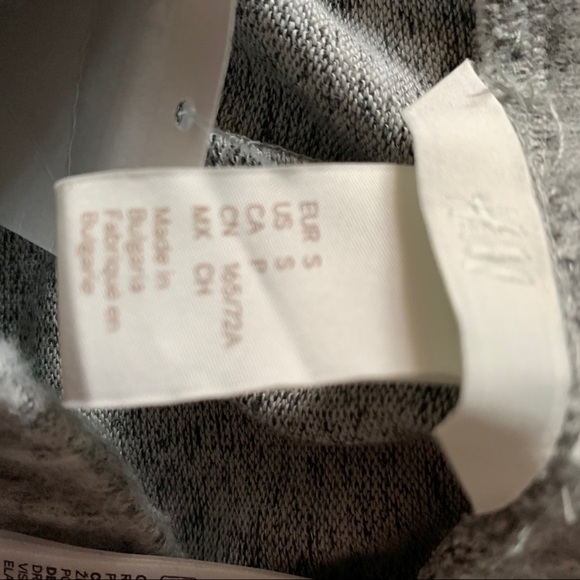 H&M
EUR S
US S
CA P
CN 165/72A
MX CH
Made in
Bulgaria
Fabriqué en
Bulgarie